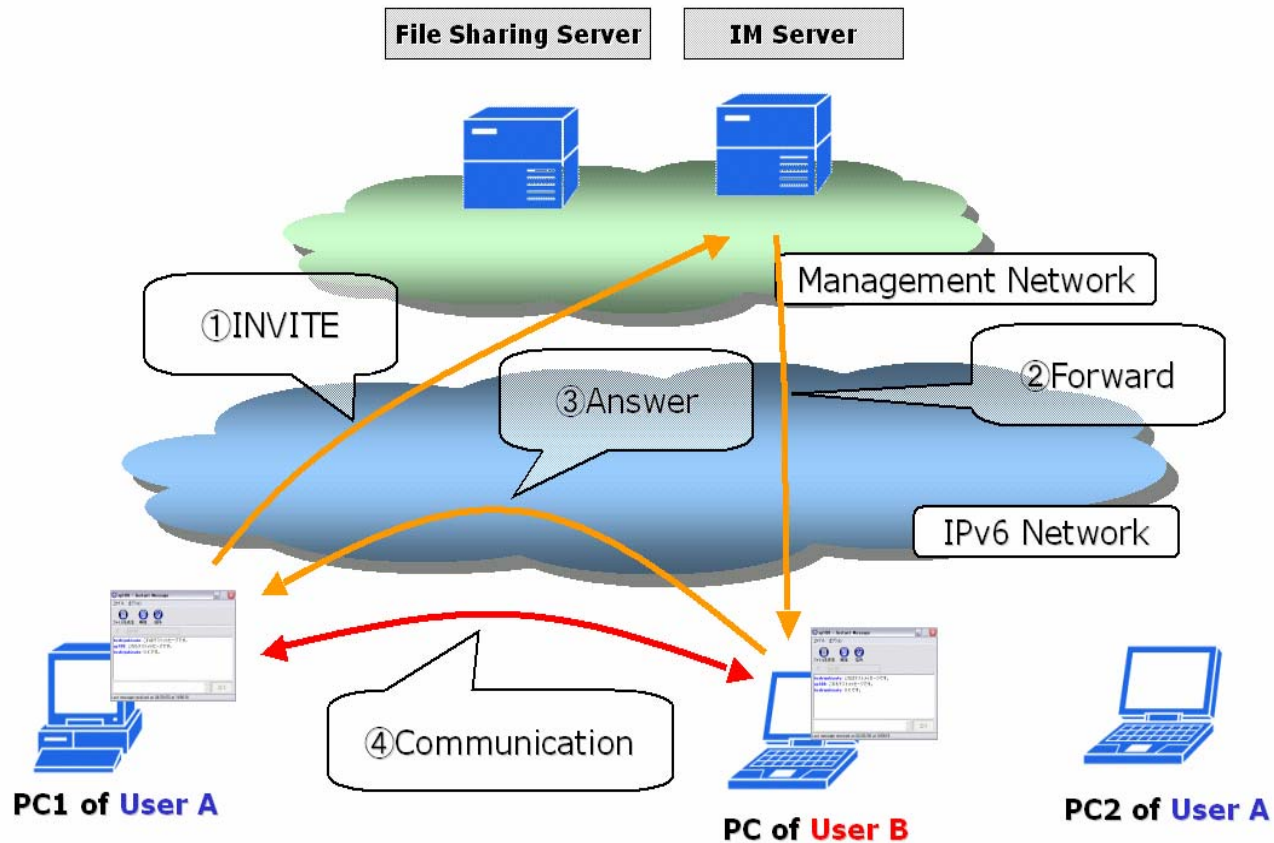 File Sharing Server
IM Server
Management Network
①INVITE
②Forward
③Answer
IPv6 Network
④Communication
PC1 of User A
PC of User B
PC2 of User A